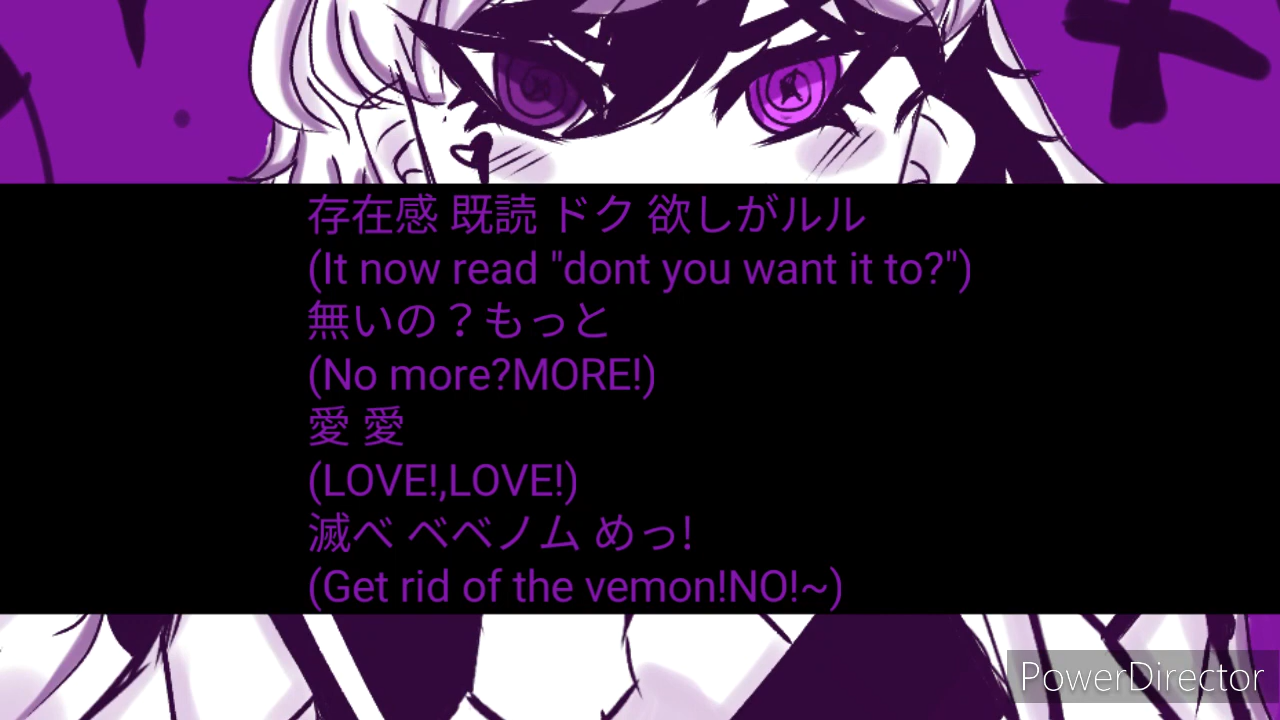 存在感 既読 ドク 欲しがルル
(It now read "dont you want it to?")
無いの？もっと
(No more?MORE!)
愛 愛
(LOVE!,LOVE!)
滅べ ベベノム めっ!
(Get rid of the vemon!NO!~)
PowerDirector